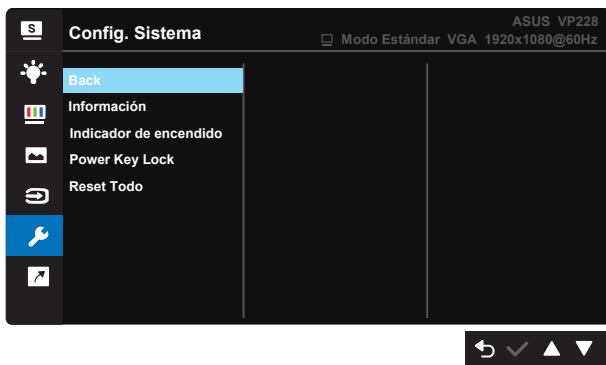 S
Config. Sistema
ASUS VP228
Modo Estándar VGA 1920x1080@60Hz
Back
Información
Indicador de encendido
Power Key Lock
Reset Todo